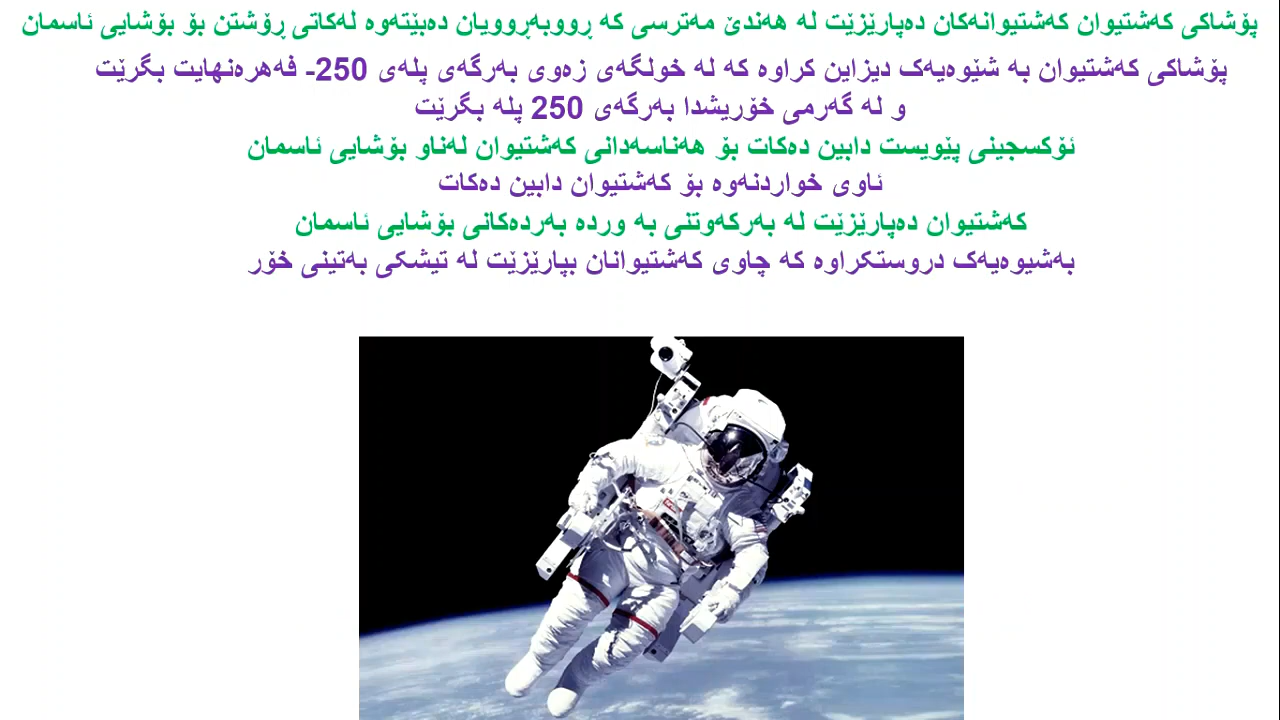 پۆشاکی کەشتیوان کەشتیوانەکان دەپارێزێت لە هەندێ مەترسی کە ڕووبەڕوویان دەبێتەوە لەکاتی ڕۆشتن بۆ بۆشایی ئاسمان
پۆشاکی کەشتیوان بە شێوەیەک دیزاین کراوە کە لە خولگەی زەوی بەرگەی پلەی 250- فەهرەنهایت بگرێت
و لە گەرمی خۆریشدا بەرگەی 250 پلە بگرێت
ئۆکسجینی پێویست دابین دەکات بۆ هەناسەدانی کەشتیوان لەناو بۆشایی ئاسمان
ئاوی خواردنەوە بۆ کەشتیوان دابین دەکات
کەشتیوان دەپارێزێت لە بەرکەوتنی بە وردە بەردەکانی بۆشایی ئاسمان
بەشیوەیەک دروستکراوە کە چاوی کەشتیوانان بپارێزێت لە تیشکی بەتینی خۆر